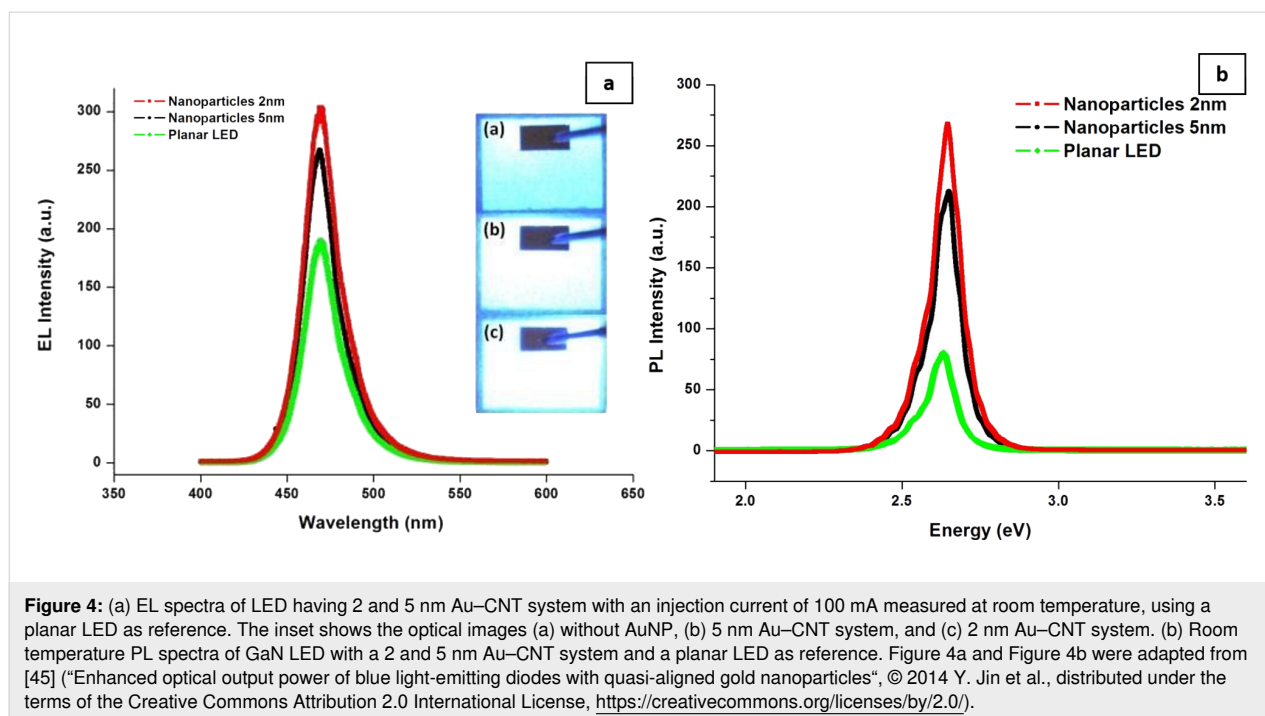 a
Nanoparticles 2nm
Nanoparticles 5nm
Planar LED
300
250
200
150
100
50
0
EL Intensity (a.u.)
350 400 450 500 550 600 650
Wavelength (nm)
(a)
(b)
(c)
b
Nanoparticles 2nm
Nanoparticles 5nm
Planar LED
300
250
200
150
100
50
0
PL Intensity (a.u.)
2.0 2.5 3.0 3.5
Energy (eV)
Figure 4: (a) EL spectra of LED having 2 and 5 nm Au–CNT system with an injection current of 100 mA measured at room temperature, using a
planar LED as reference. The inset shows the optical images (a) without AuNP, (b) 5 nm Au–CNT system, and (c) 2 nm Au–CNT system. (b) Room
temperature PL spectra of GaN LED with a 2 and 5 nm Au–CNT system and a planar LED as reference. Figure 4a and Figure 4b were adapted from
[45] (“Enhanced optical output power of blue light-emitting diodes with quasi-aligned gold nanoparticles“, © 2014 Y. Jin et al., distributed under the
terms of the Creative Commons Attribution 2.0 International License, https://creativecommons.org/licenses/by/2.0/).